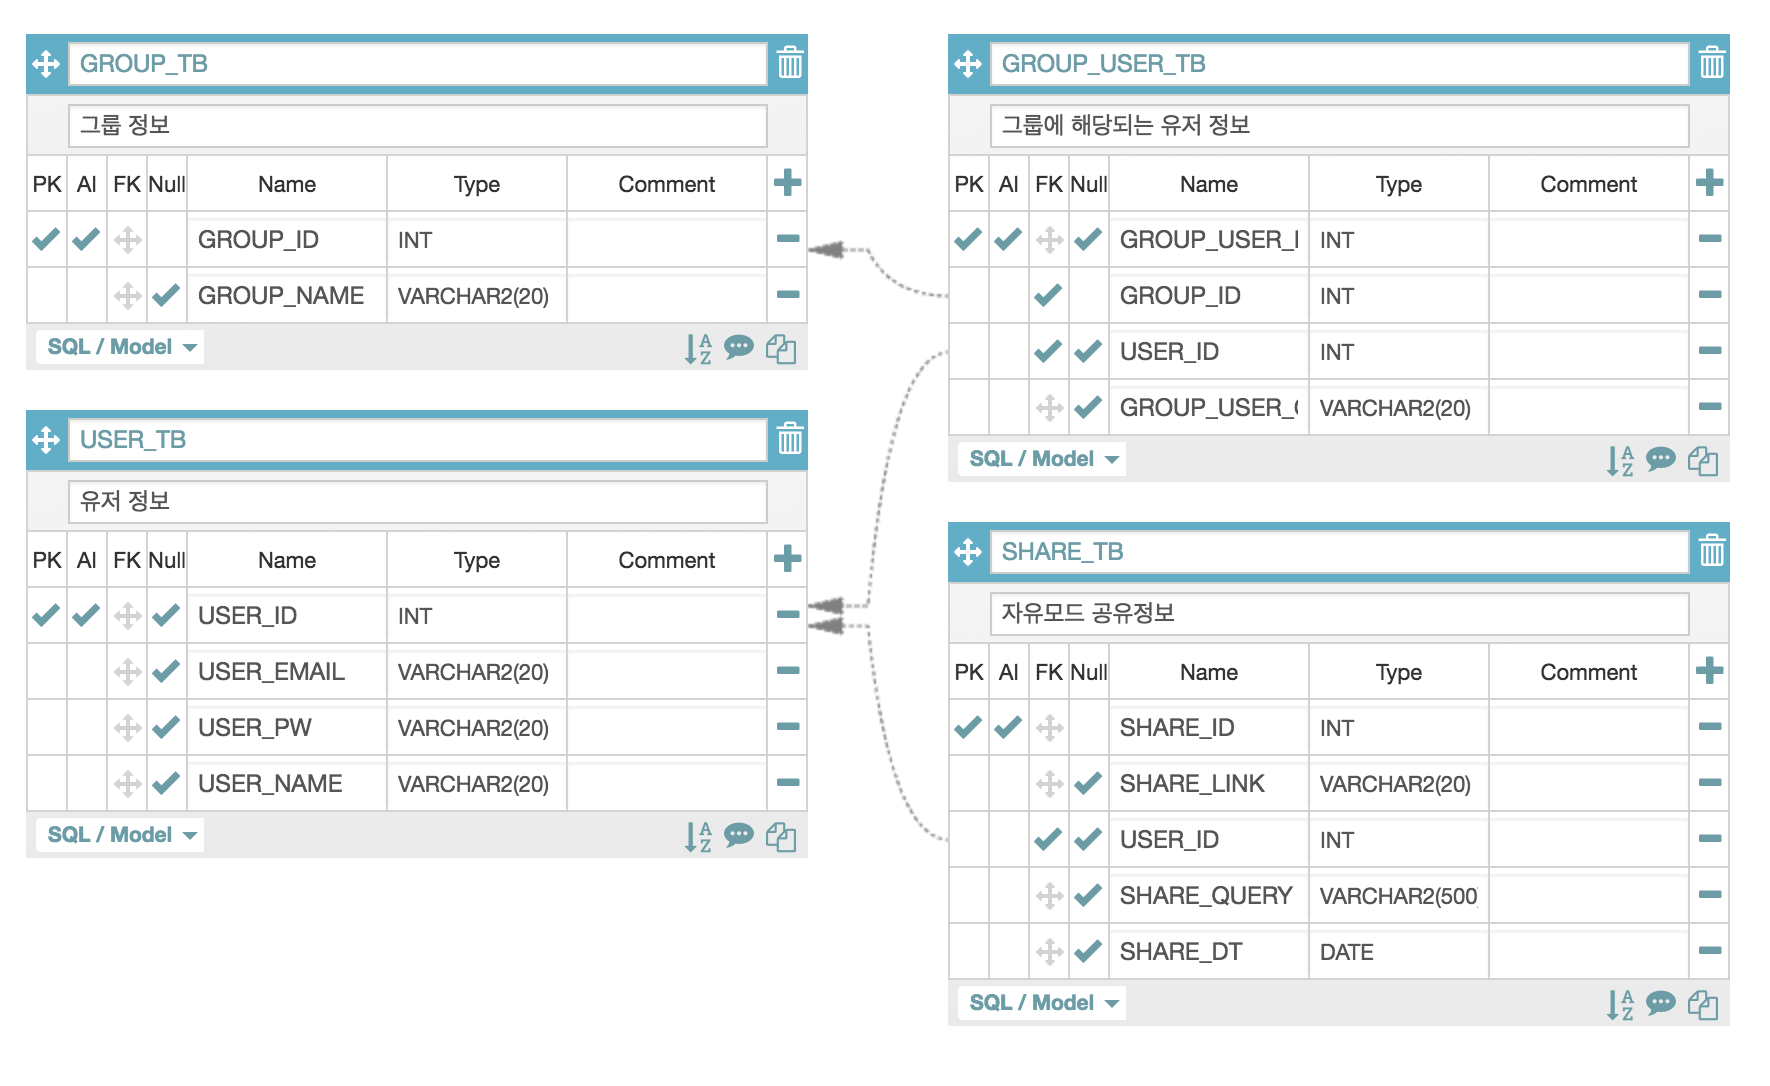 GROUP_TB
그룹 정보
PK AI FK Null Name Type Comment
GROUP_ID INT
GROUP_NAME VARCHAR2(20)
SQL / Model
USER_TB
유저 정보
PK AI FK Null Name Type Comment
USER_ID INT
USER_EMAIL VARCHAR2(20)
USER_PW VARCHAR2(20)
USER_NAME VARCHAR2(20)
SQL / Model
GROUP_USER_TB
그룹에 해당되는 유저 정보
PK AI FK Null Name Type Comment
GROUP_USER_I INT
GROUP_ID INT
USER_ID INT
GROUP_USER_ VARCHAR2(20)
SQL / Model
SHARE_TB
자유모드 공유정보
PK AI FK Null Name Type Comment
SHARE_ID INT
SHARE_LINK VARCHAR2(20)
USER_ID INT
SHARE_QUERY VARCHAR2(500
SHARE_DT DATE
SQL / Model